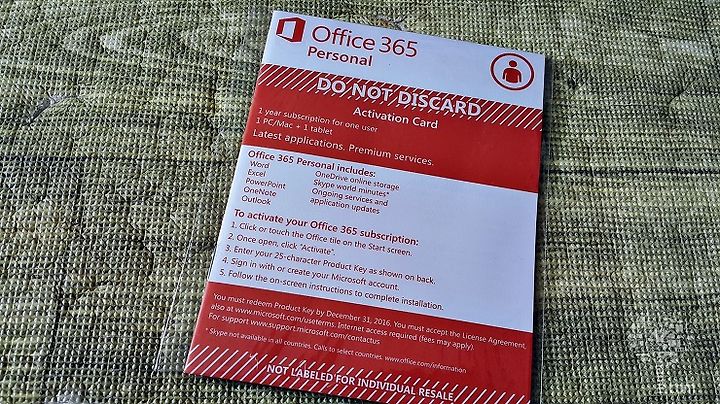 Office 365
Personal
DO NOT DISCARD
Activation Card
1 year subscription for one user
1 PC/Mac + 1 tablet
Latest applications. Premium services.
Office 365 Personal includes:
Word
Excel
PowerPoint
OneNote
Outlook
OneDrive online storage
Skype world minutes*
Ongoing services and
application updates
To activate your Office 365 subscription:
1. Click or touch the Office tile on the Start screen.
2. Once open, click "Activate".
3. Enter your 25-character Product Key as shown on back.
4. Sign in with or create your Microsoft account.
5. Follow the on-screen instructions to complete installation.
You must redeem Product Key by December 31, 2016. You must accept the License Agreement,
also at www.microsoft.com/useterms. Internet access required (fees may apply).
For support www.support.microsoft.com/contactus
* Skype not available in all countries. Calls to select countries. www.office.com/information
NOT LABELED FOR INDIVIDUAL RESALE